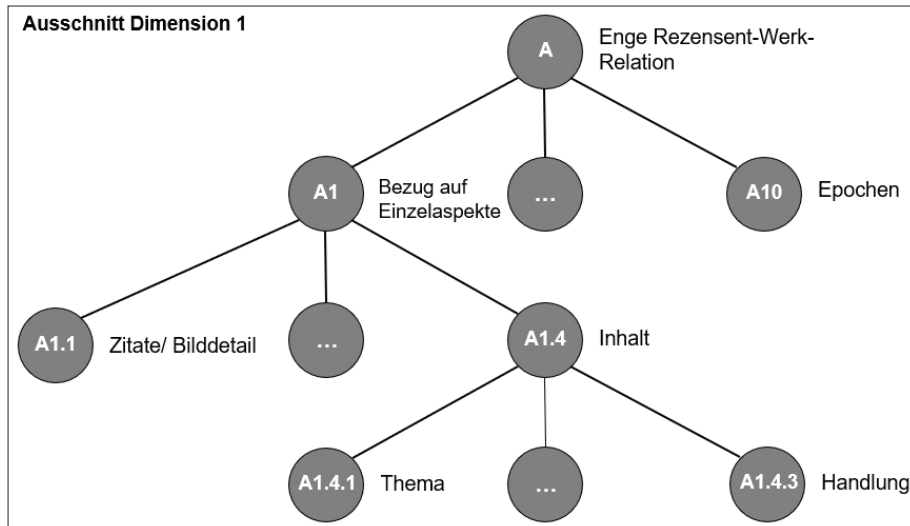 Ausschnitt Dimension 1
A
Enge Rezensent-Werk-
Relation
A1
Bezug auf
Einzelaspekte
...
A10
Epochen
A1.1
Zitate/ Bilddetail
...
A1.4
Inhalt
A1.4.1
Thema
...
A1.4.3
Handlung